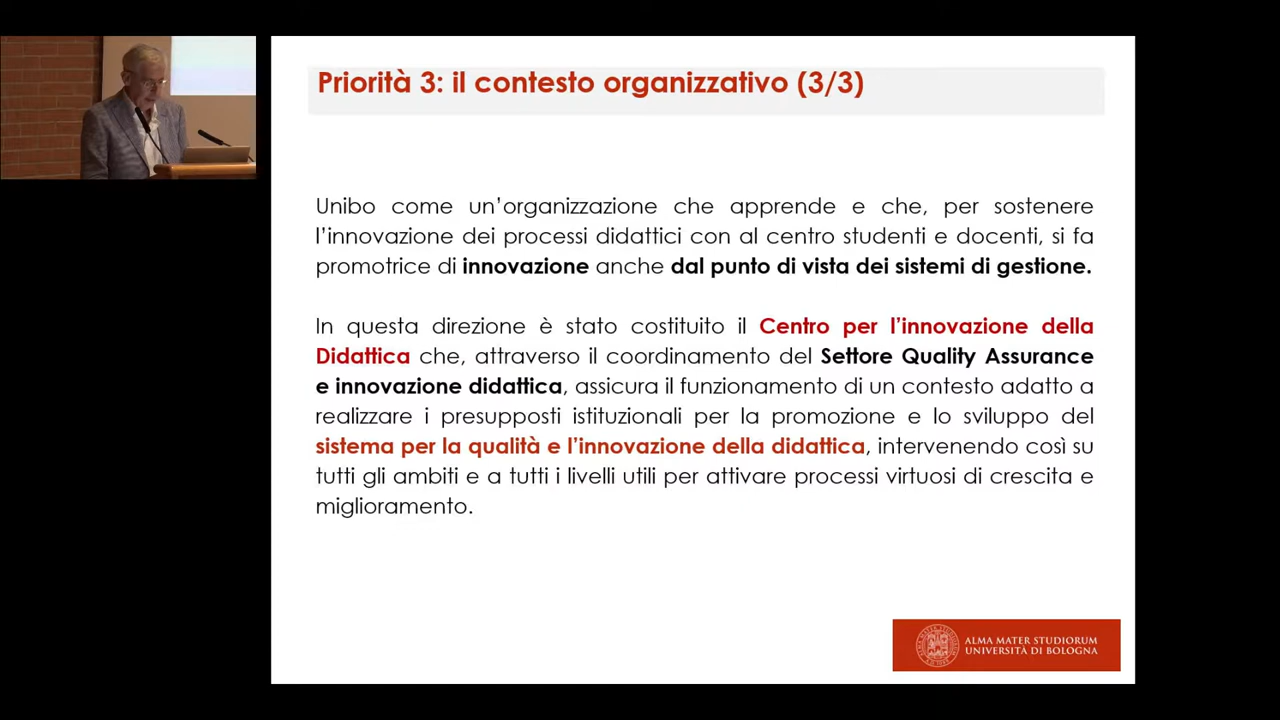 Priorità 3: il contesto organizzativo (3/3)
Unibo come un’organizzazione che apprende e che, per sostenere
l’innovazione dei processi didattici con al centro studenti e docenti, si fa
promotrice di innovazione anche dal punto di vista dei sistemi di gestione.
In questa direzione è stato costituito il Centro per l’innovazione della
Didattica che, attraverso il coordinamento del Settore Quality Assurance
e innovazione didattica, assicura il funzionamento di un contesto adatto a
realizzare i presupposti istituzionali per la promozione e lo sviluppo del
sistema per la qualità e l’innovazione della didattica, intervenendo così su
tutti gli ambiti e a tutti i livelli utili per attivare processi virtuosi di crescita e
miglioramento.
ALMA MATER STUDIORUM
UNIVERSITÀ DI BOLOGNA